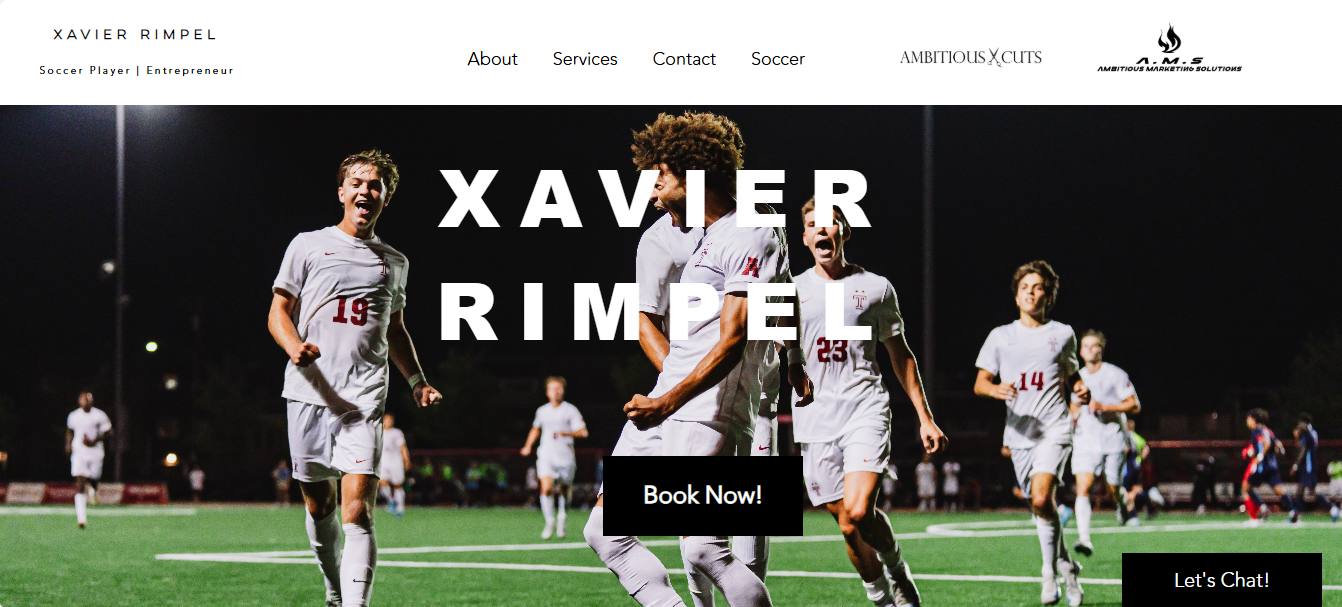 XAVIER RIMPEL
Soccer Player | Entrepreneur
About Services Contact Soccer
AMBITIOUS CUTS
A.M.S
AMBITIOUS MARKETING SOLUTIONS
XAVIER
RIMPEL
19
23
14
T
Book Now!
Let's Chat!